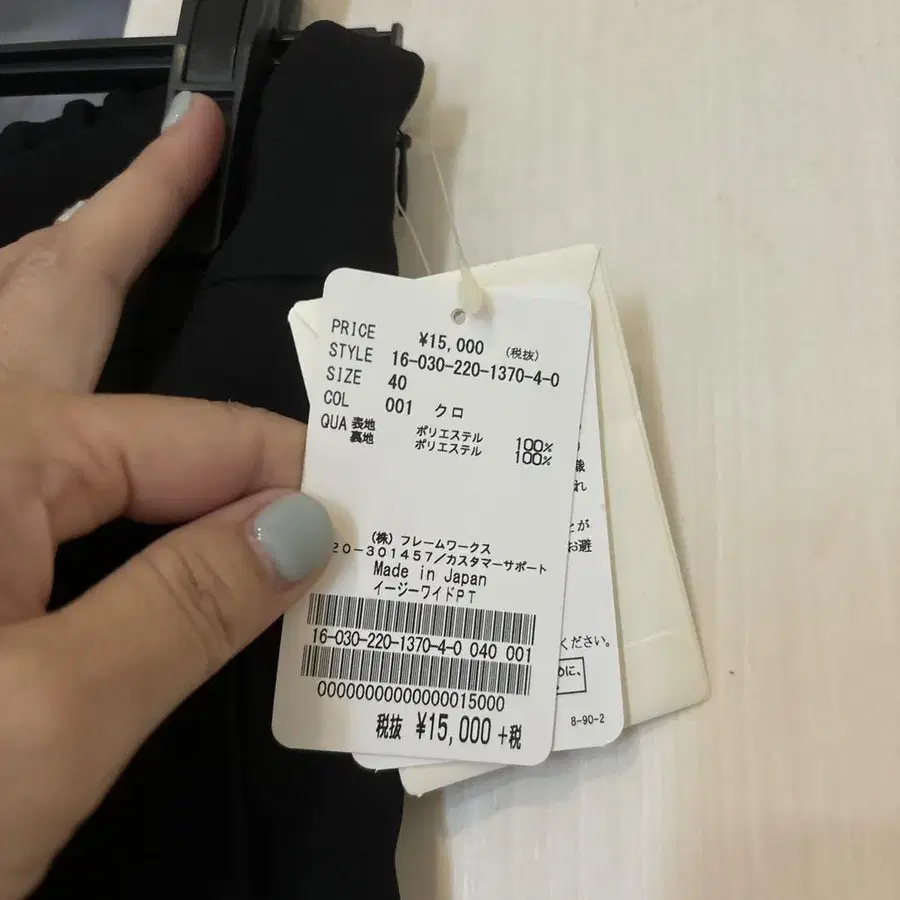 PRICE ¥15,000 (税抜)
STYLE 16-030-220-1370-4-0
SIZE 40
COL 001 クロ
QUA 表地 ポリエステル 100%
裏地 ポリエステル 100%
(株) フレームワークス
20-301457/カスタマーサポート
Made in Japan
イージーワイドPT
16-030-220-1370-4-0 040 001
0000000000000015000
税抜 ¥15,000 +税
れ
とが
お避
ください。
めに、
8-90-2